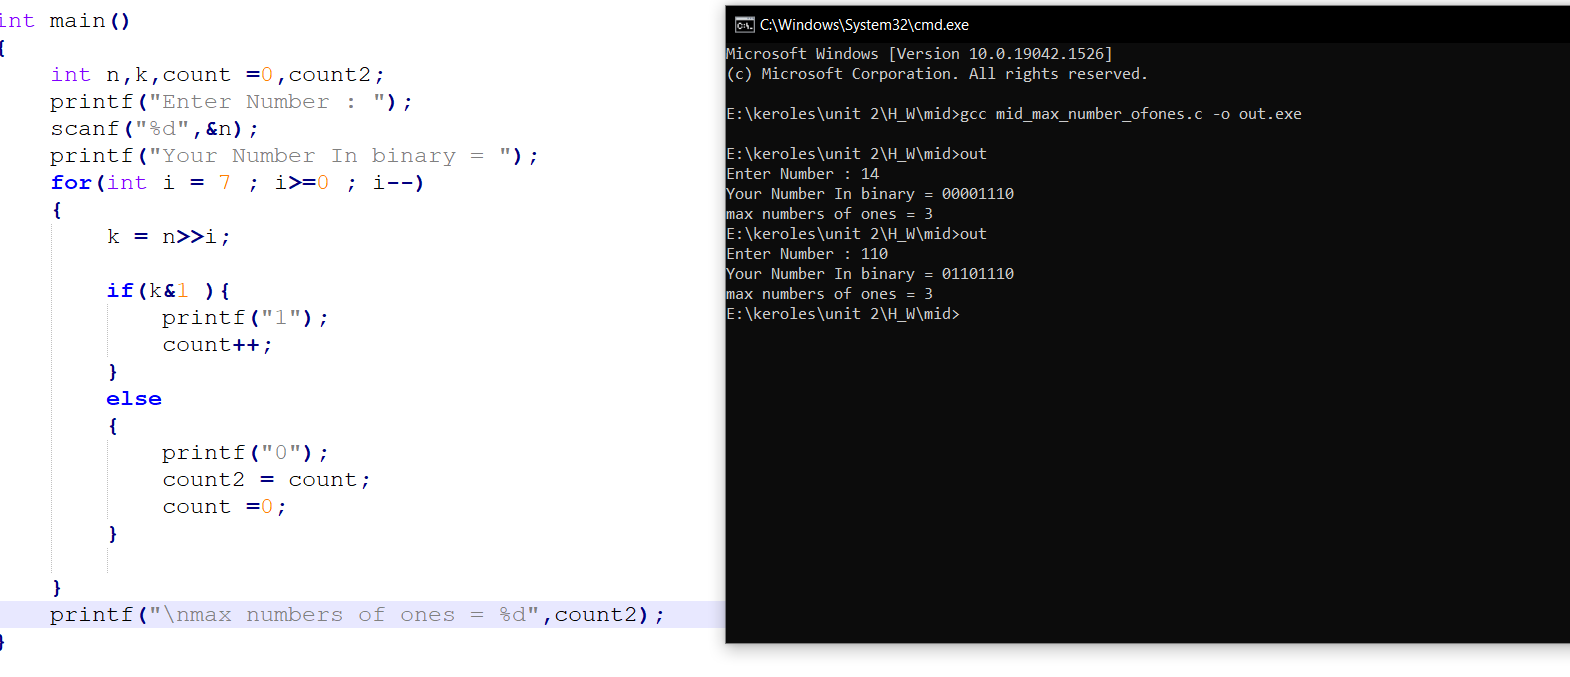 int main()
{
int n,k,count =0,count2;
printf("Enter Number : ");
scanf("%d",&n);
printf("Your Number In binary = ");
for(int i = 7 ; i>=0 ; i--)
{
k = n>>i;
if(k&1 ){
printf("1");
count++;
}
else
{
printf("0");
count2 = count;
count =0;
}
}
printf("\nmax numbers of ones = %d",count2);
}
C:\Windows\System32\cmd.exe
Microsoft Windows [Version 10.0.19042.1526]
(c) Microsoft Corporation. All rights reserved.
E:\keroles\unit 2\H_W\mid>gcc mid_max_number_ofones.c -o out.exe
E:\keroles\unit 2\H_W\mid>out
Enter Number : 14
Your Number In binary = 00001110
max numbers of ones = 3
E:\keroles\unit 2\H_W\mid>out
Enter Number : 110
Your Number In binary = 01101110
max numbers of ones = 3
E:\keroles\unit 2\H_W\mid>